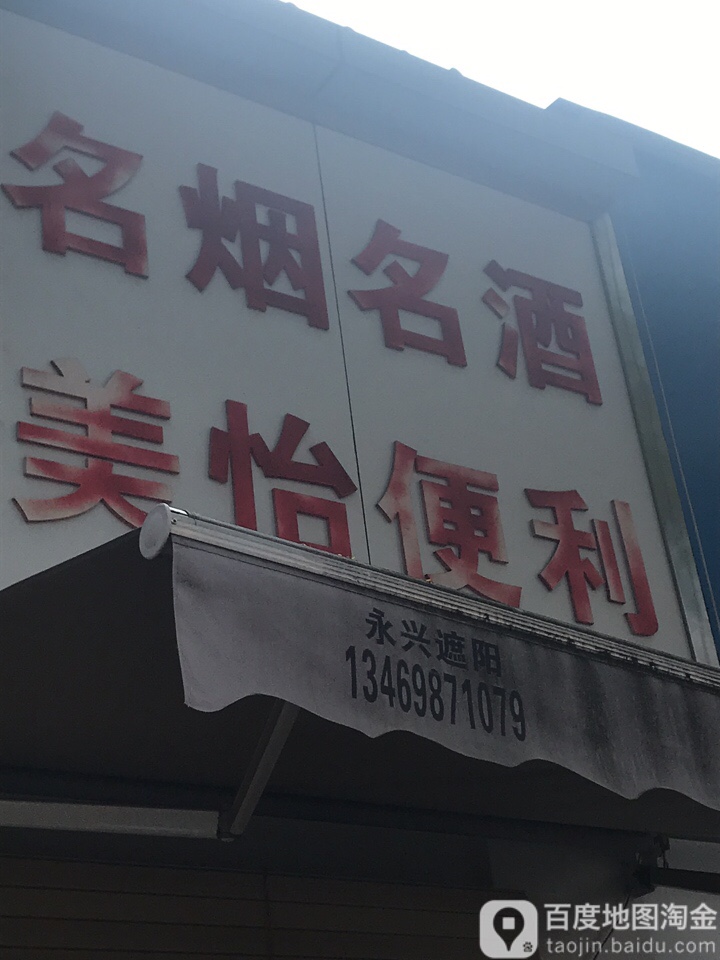 名烟名酒
美怡便利
永兴遮阳
13469871079
百度地图淘金
taojin.baidu.com